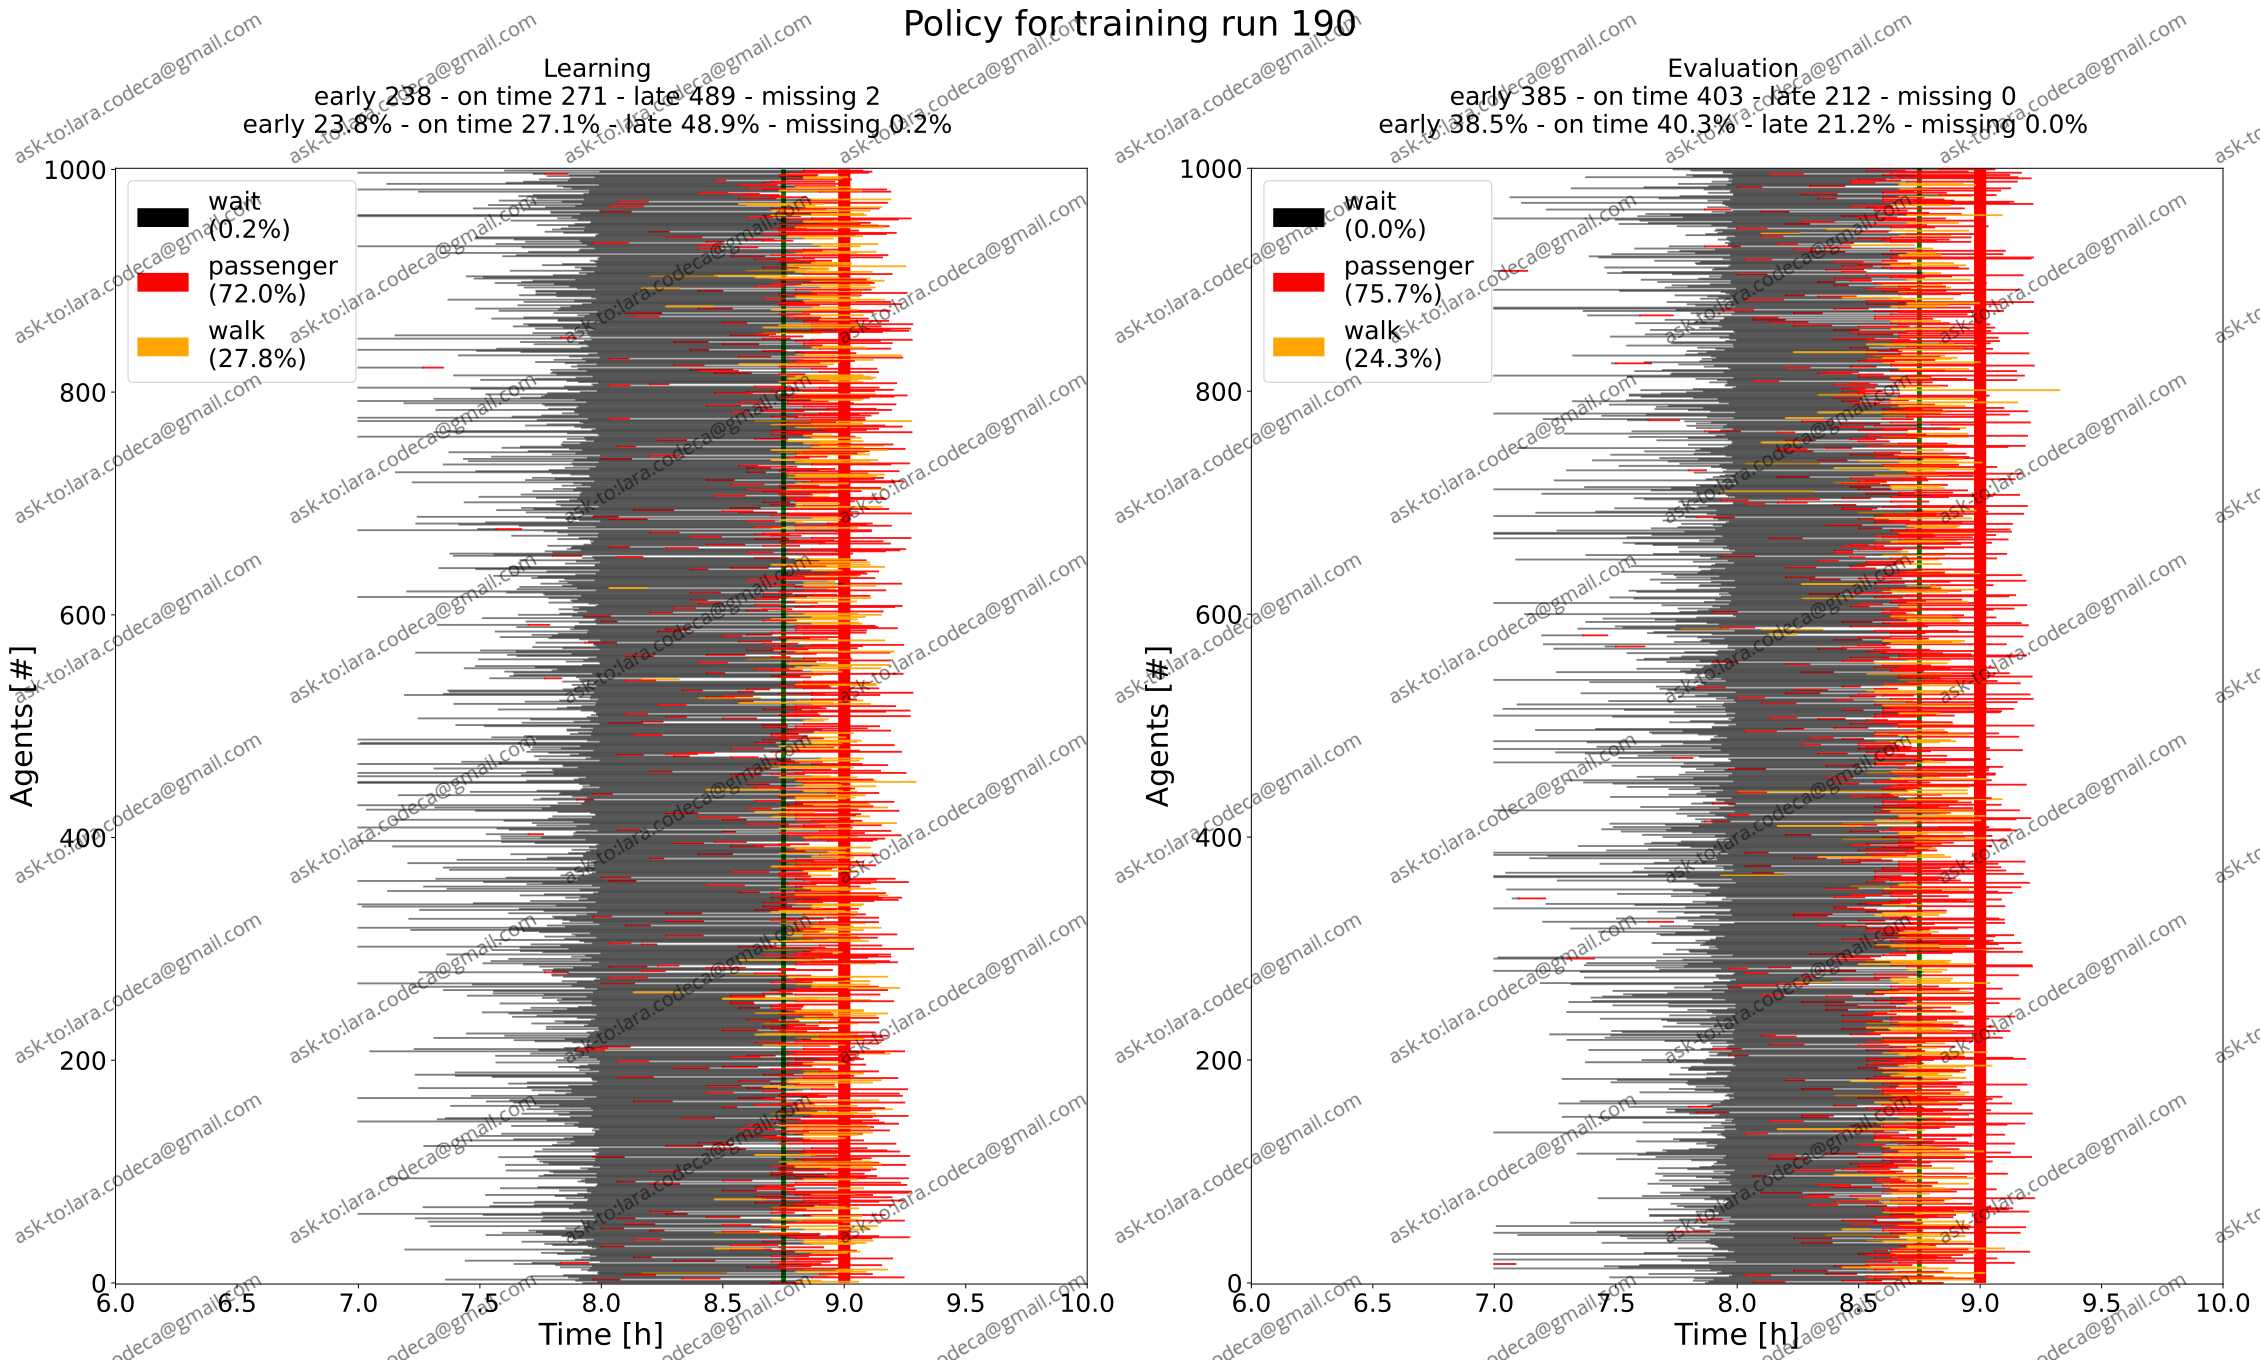 Policy for training run 190
Learning
early 238 - on time 271 - late 489 - missing 2
early 23.8% - on time 27.1% - late 48.9% - missing 0.2%
1000
800
600
400
200
0
Agents [#]
wait
(0.2%)
passenger
(72.0%)
walk
(27.8%)
6.0 6.5 7.0 7.5 8.0 8.5 9.0 9.5 10.0
Time [h]
Evaluation
early 385 - on time 403 - late 212 - missing 0
early 38.5% - on time 40.3% - late 21.2% - missing 0.0%
1000
800
600
400
200
0
Agents [#]
wait
(0.0%)
passenger
(75.7%)
walk
(24.3%)
6.0 6.5 7.0 7.5 8.0 8.5 9.0 9.5 10.0
Time [h]
ask-to:lara.codeca@gmail.com